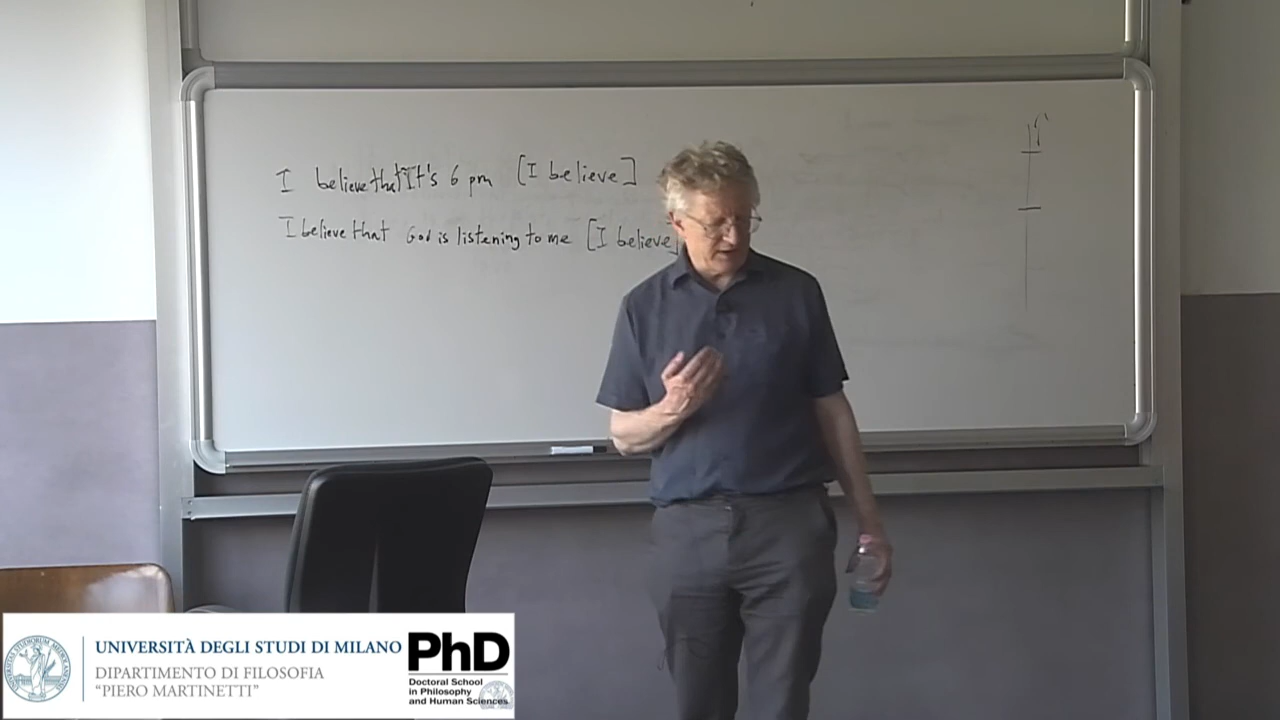 I believe that It's 6 pm [I believe]
I believe that God is listening to me [I believe]
UNIVERSITÀ DEGLI STUDI DI MILANO
DIPARTIMENTO DI FILOSOFIA
"PIERO MARTINETTI"
PhD
Doctoral School
in Philosophy
and Human Sciences